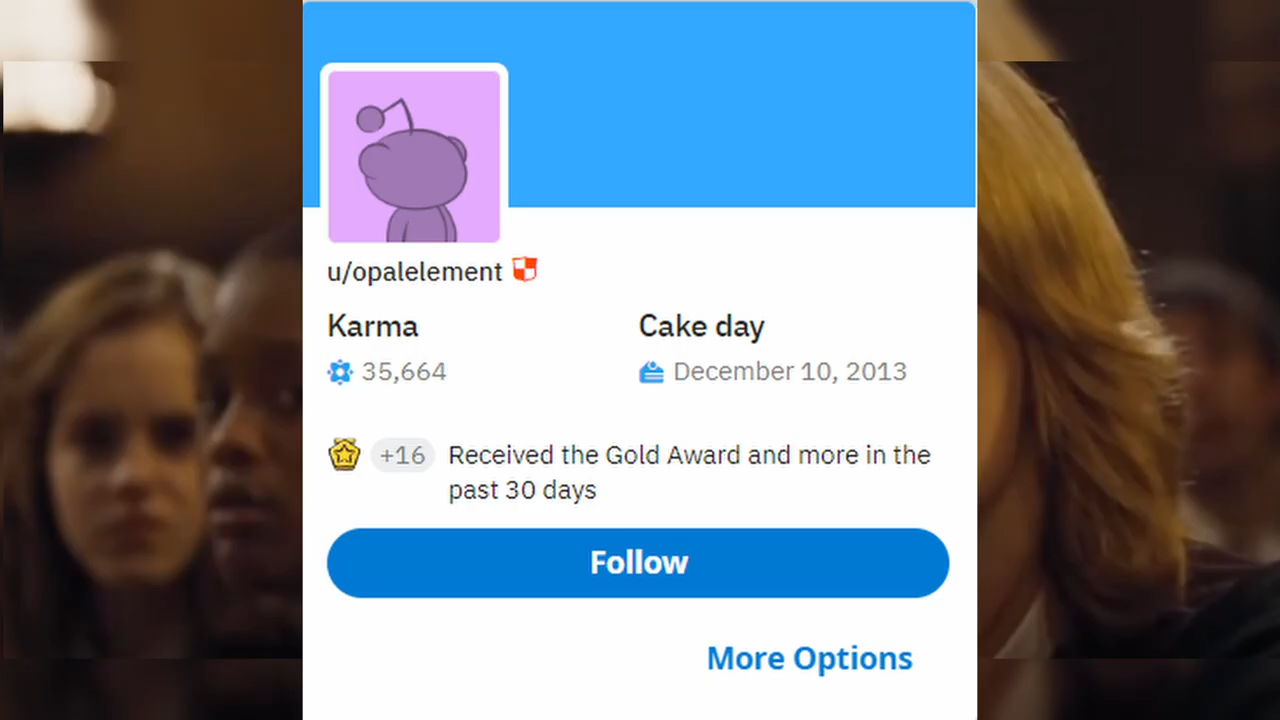 u/opalelement
Karma
Cake day
35,664
December 10, 2013
+16
Received the Gold Award and more in the
past 30 days
Follow
More Options